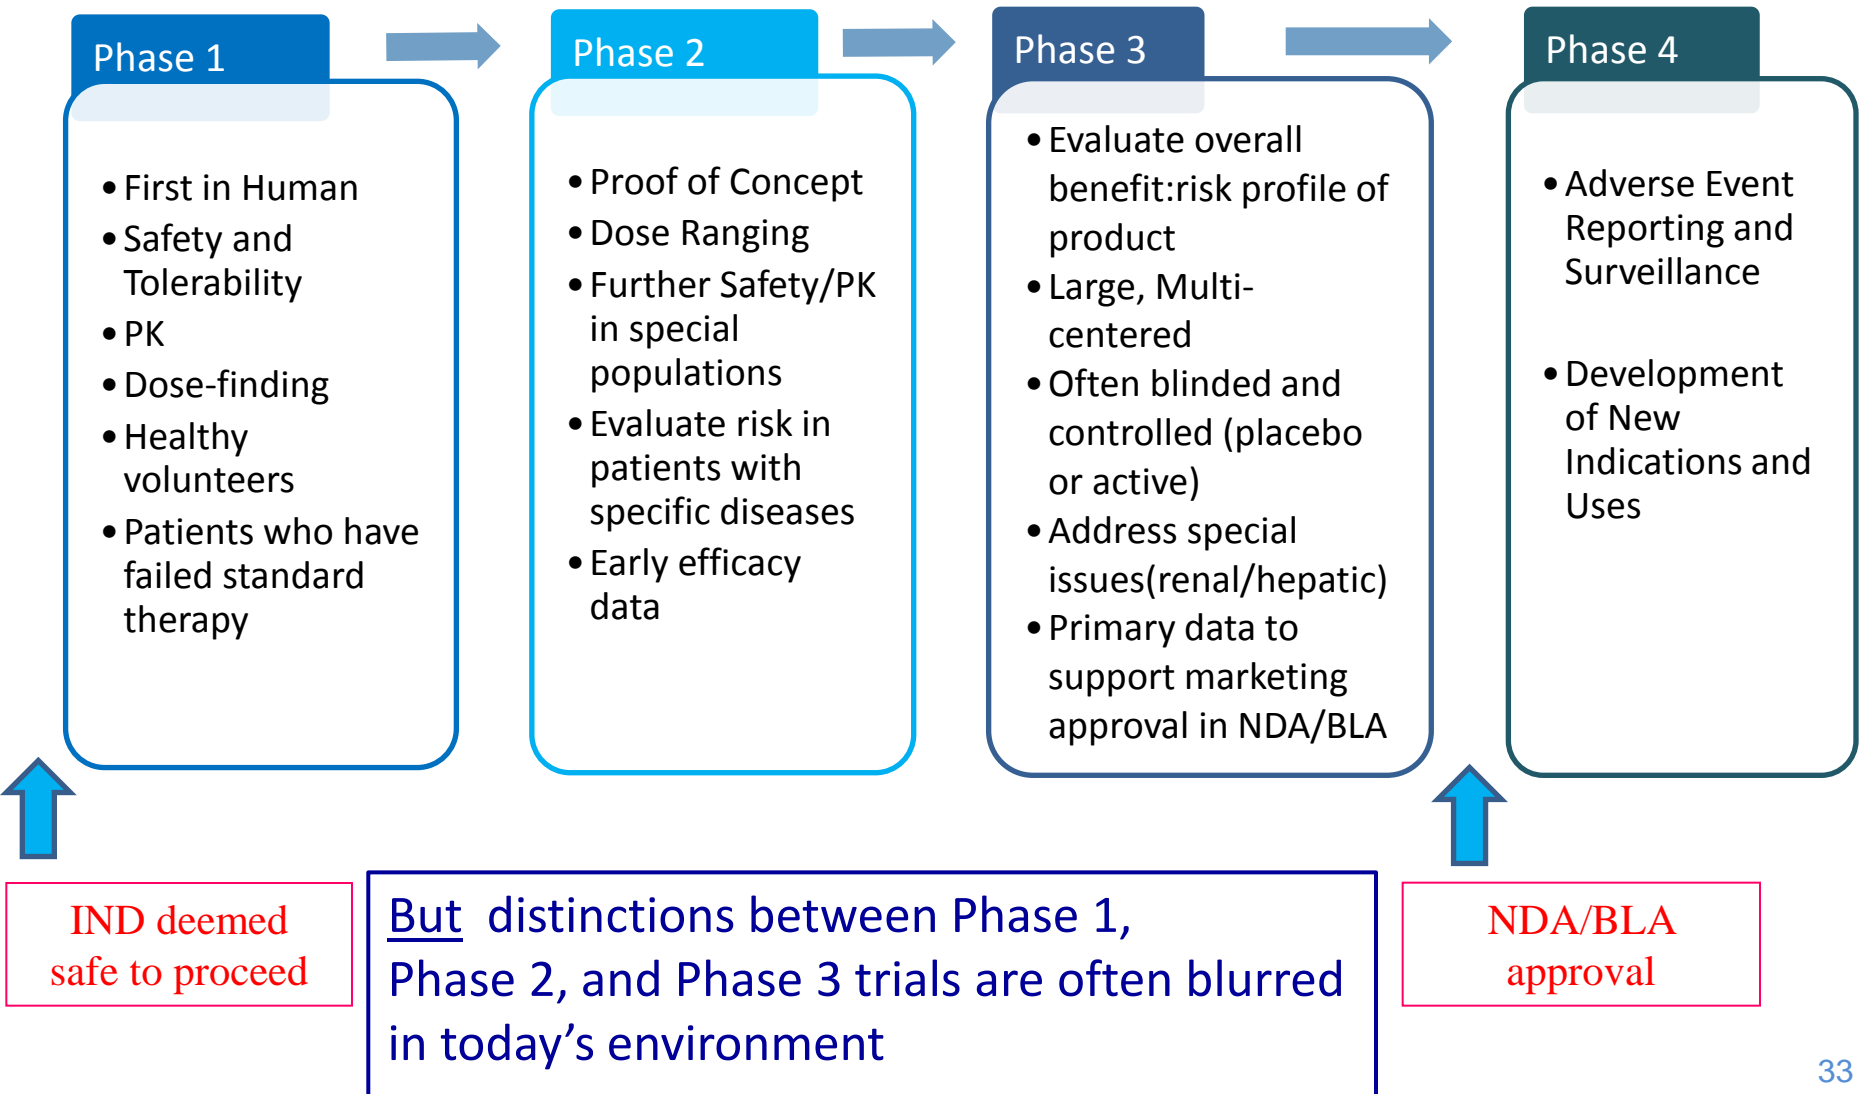 Phase 1
•First in Human
•Safety and
Tolerability
•PK
•Dose-finding
•Healthy
volunteers
•Patients who have
failed standard
therapy
Phase 2
•Proof of Concept
•Dose Ranging
•Further Safety/PK
in special
populations
•Evaluate risk in
patients with
specific diseases
•Early efficacy
data
Phase 3
•Evaluate overall
benefit:risk profile of
product
•Large, Multi-
centered
•Often blinded and
controlled (placebo
or active)
•Address special
issues(renal/hepatic)
•Primary data to
support marketing
approval in NDA/BLA
Phase 4
•Adverse Event
Reporting and
Surveillance
•Development
of New
Indications and
Uses
IND deemed
safe to proceed
But distinctions between Phase 1,
Phase 2, and Phase 3 trials are often blurred
in today’s environment
NDA/BLA
approval
33